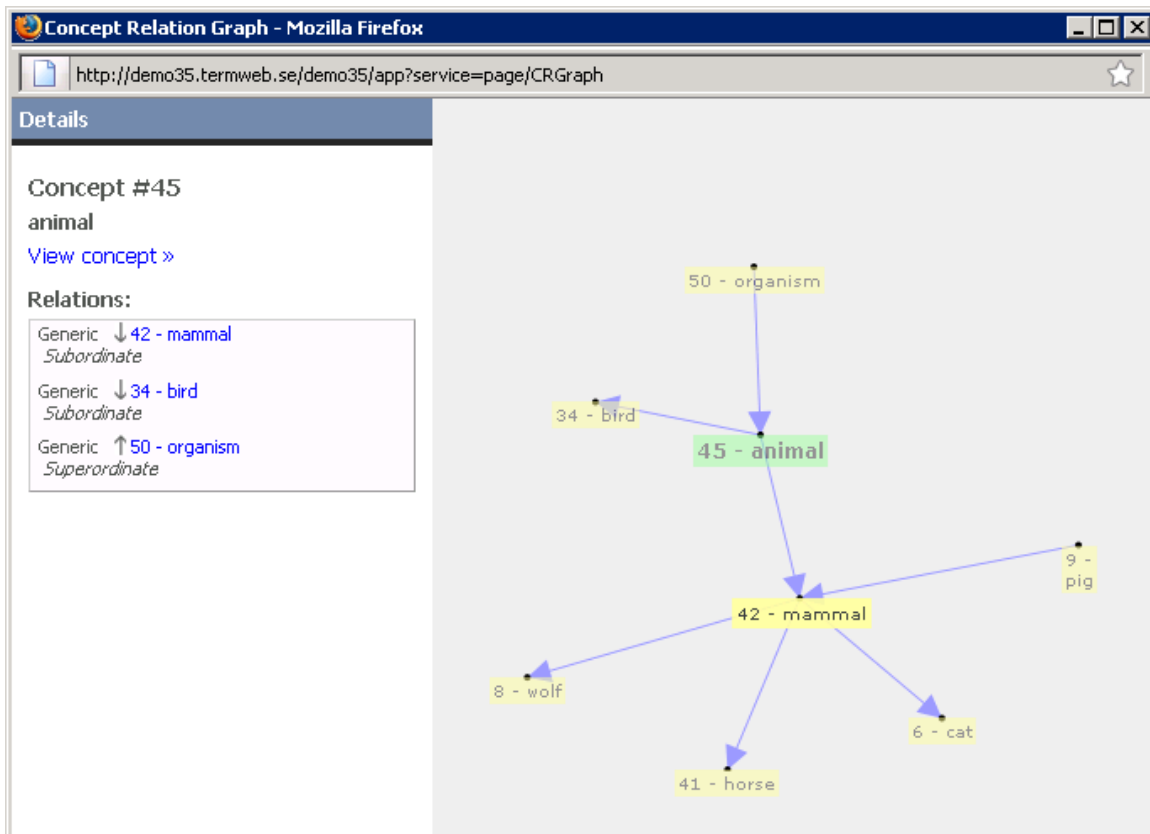 Concept Relation Graph - Mozilla Firefox
http://demo35.termweb.se/demo35/app?service=page/CRGraph
Details
Concept #45
animal
View concept »
Relations:
Generic ↓ 42 - mammal
Subordinate
Generic ↓ 34 - bird
Subordinate
Generic ↑ 50 - organism
Superordinate
50 - organism
34 - bird
45 - animal
9 -
pig
42 - mammal
8 - wolf
6 - cat
41 - horse